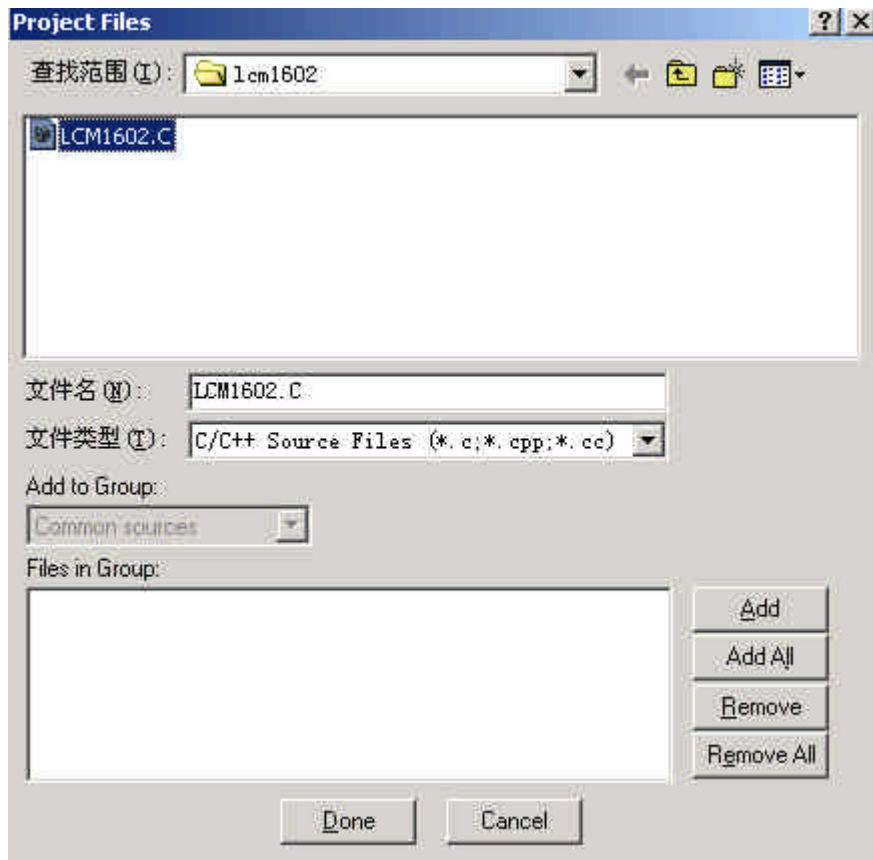 Project Files
查找范围(I): lcm1602
LCM1602.C
文件名(N): LCM1602.C
文件类型(T): C/C++ Source Files (*.c;*.cpp;*.cc)
Add to Group:
Common sources
Files in Group:
Add
Add All
Remove
Remove All
Done Cancel